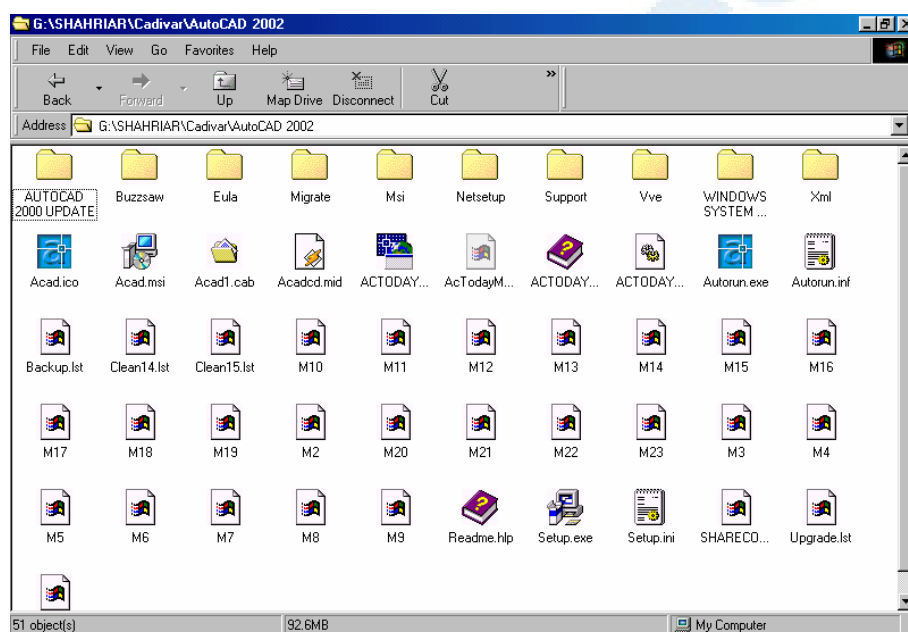 G:\SHAHRIAR\Cadivar\AutoCAD 2002
File Edit View Go Favorites Help
Back Forward Up Map Drive Disconnect Cut »
Address G:\SHAHRIAR\Cadivar\AutoCAD 2002
AUTOCAD 2000 UPDATE Buzzsaw Eula Migrate Msi Netsetup Support Vve WINDOWS SYSTEM ... Xml
Acad.ico Acad.msi Acad1.cab Acadcd.mid ACTODAY... AcTodayM... ACTODAY... ACTODAY... Autorun.exe Autorun.inf
Backup.lst Clean14.lst Clean15.lst M10 M11 M12 M13 M14 M15 M16
M17 M18 M19 M2 M20 M21 M22 M23 M3 M4
M5 M6 M7 M8 M9 Readme.hlp Setup.exe Setup.ini SHARECO... Upgrade.lst
51 object(s) 92.6MB My Computer